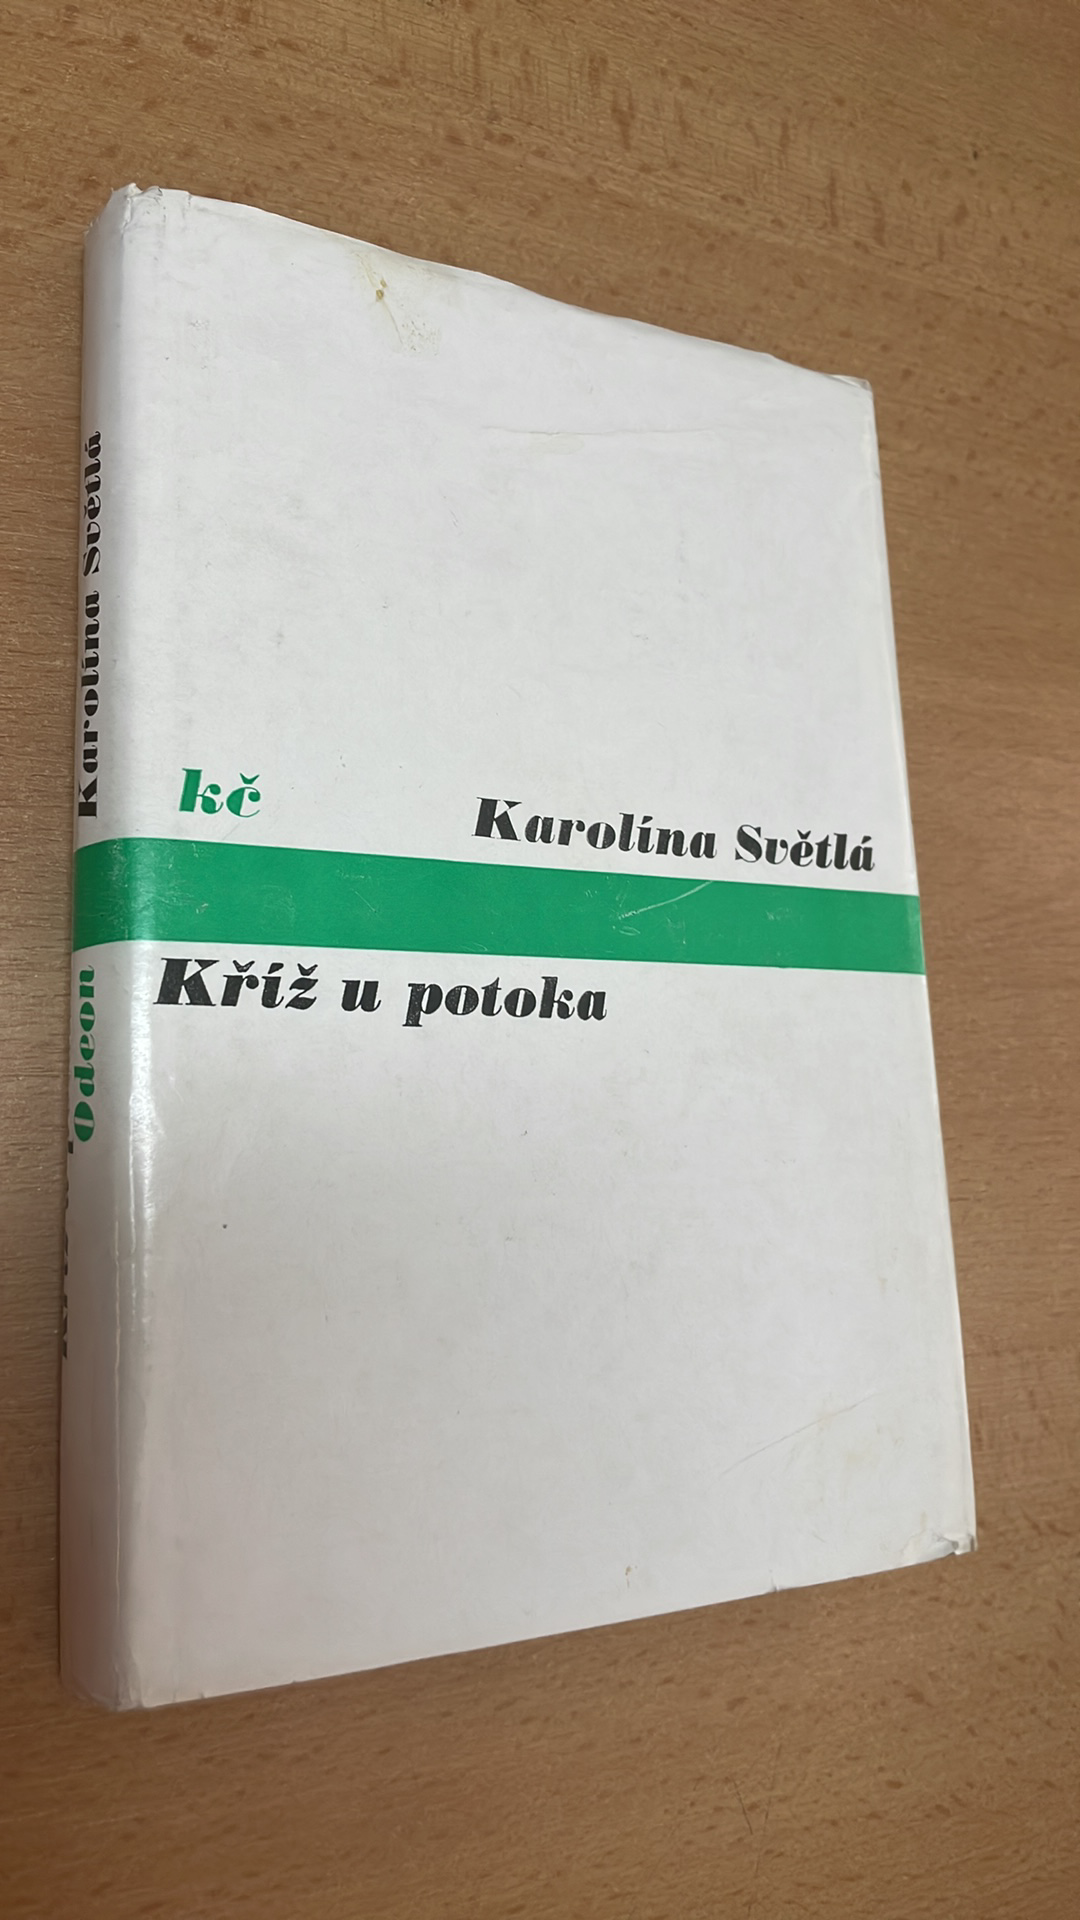 Karolína Světlá
Odeon
kč
Karolína Světlá
Kříž u potoka